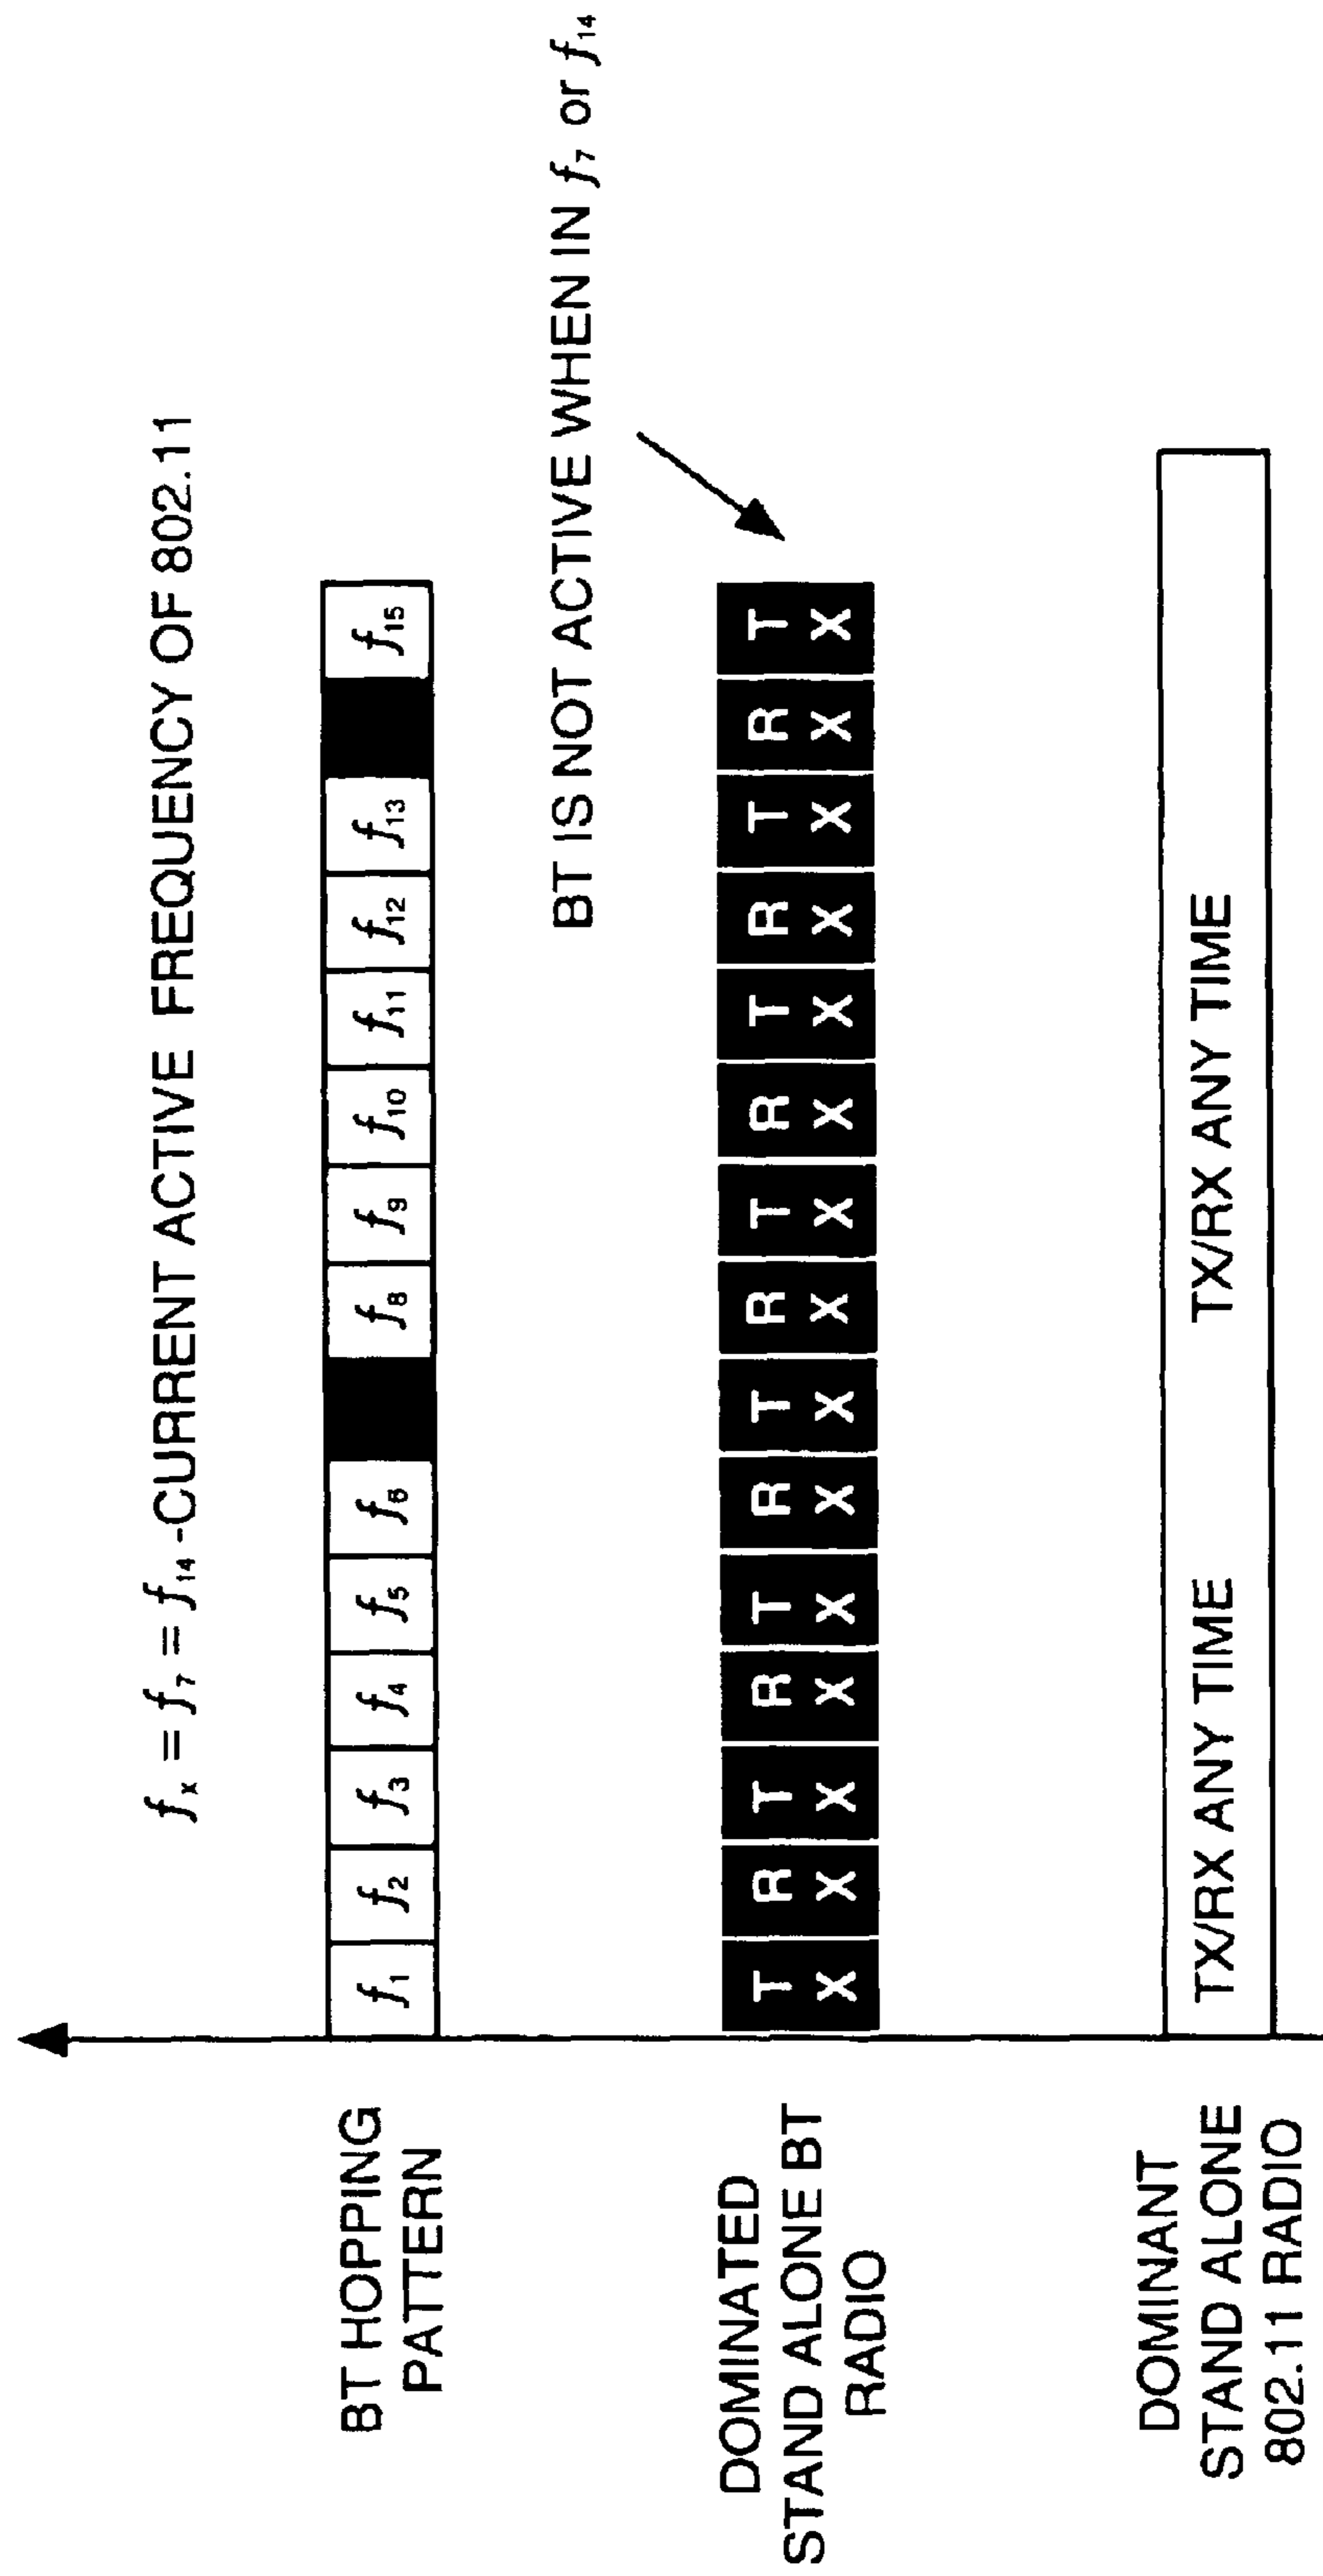 fₓ = f₇ = f₁₄ -CURRENT ACTIVE FREQUENCY OF 802.11
BT HOPPING
PATTERN
f₁ f₂ f₃ f₄ f₅ f₆ f₈ f₉ f₁₀ f₁₁ f₁₂ f₁₃ f₁₅
BT IS NOT ACTIVE WHEN IN f₇ or f₁₄
DOMINATED
STAND ALONE BT
RADIO
TX RX TX RX TX RX TX RX TX RX TX RX TX RX TX
DOMINANT
STAND ALONE
802.11 RADIO
TX/RX ANY TIME TX/RX ANY TIME